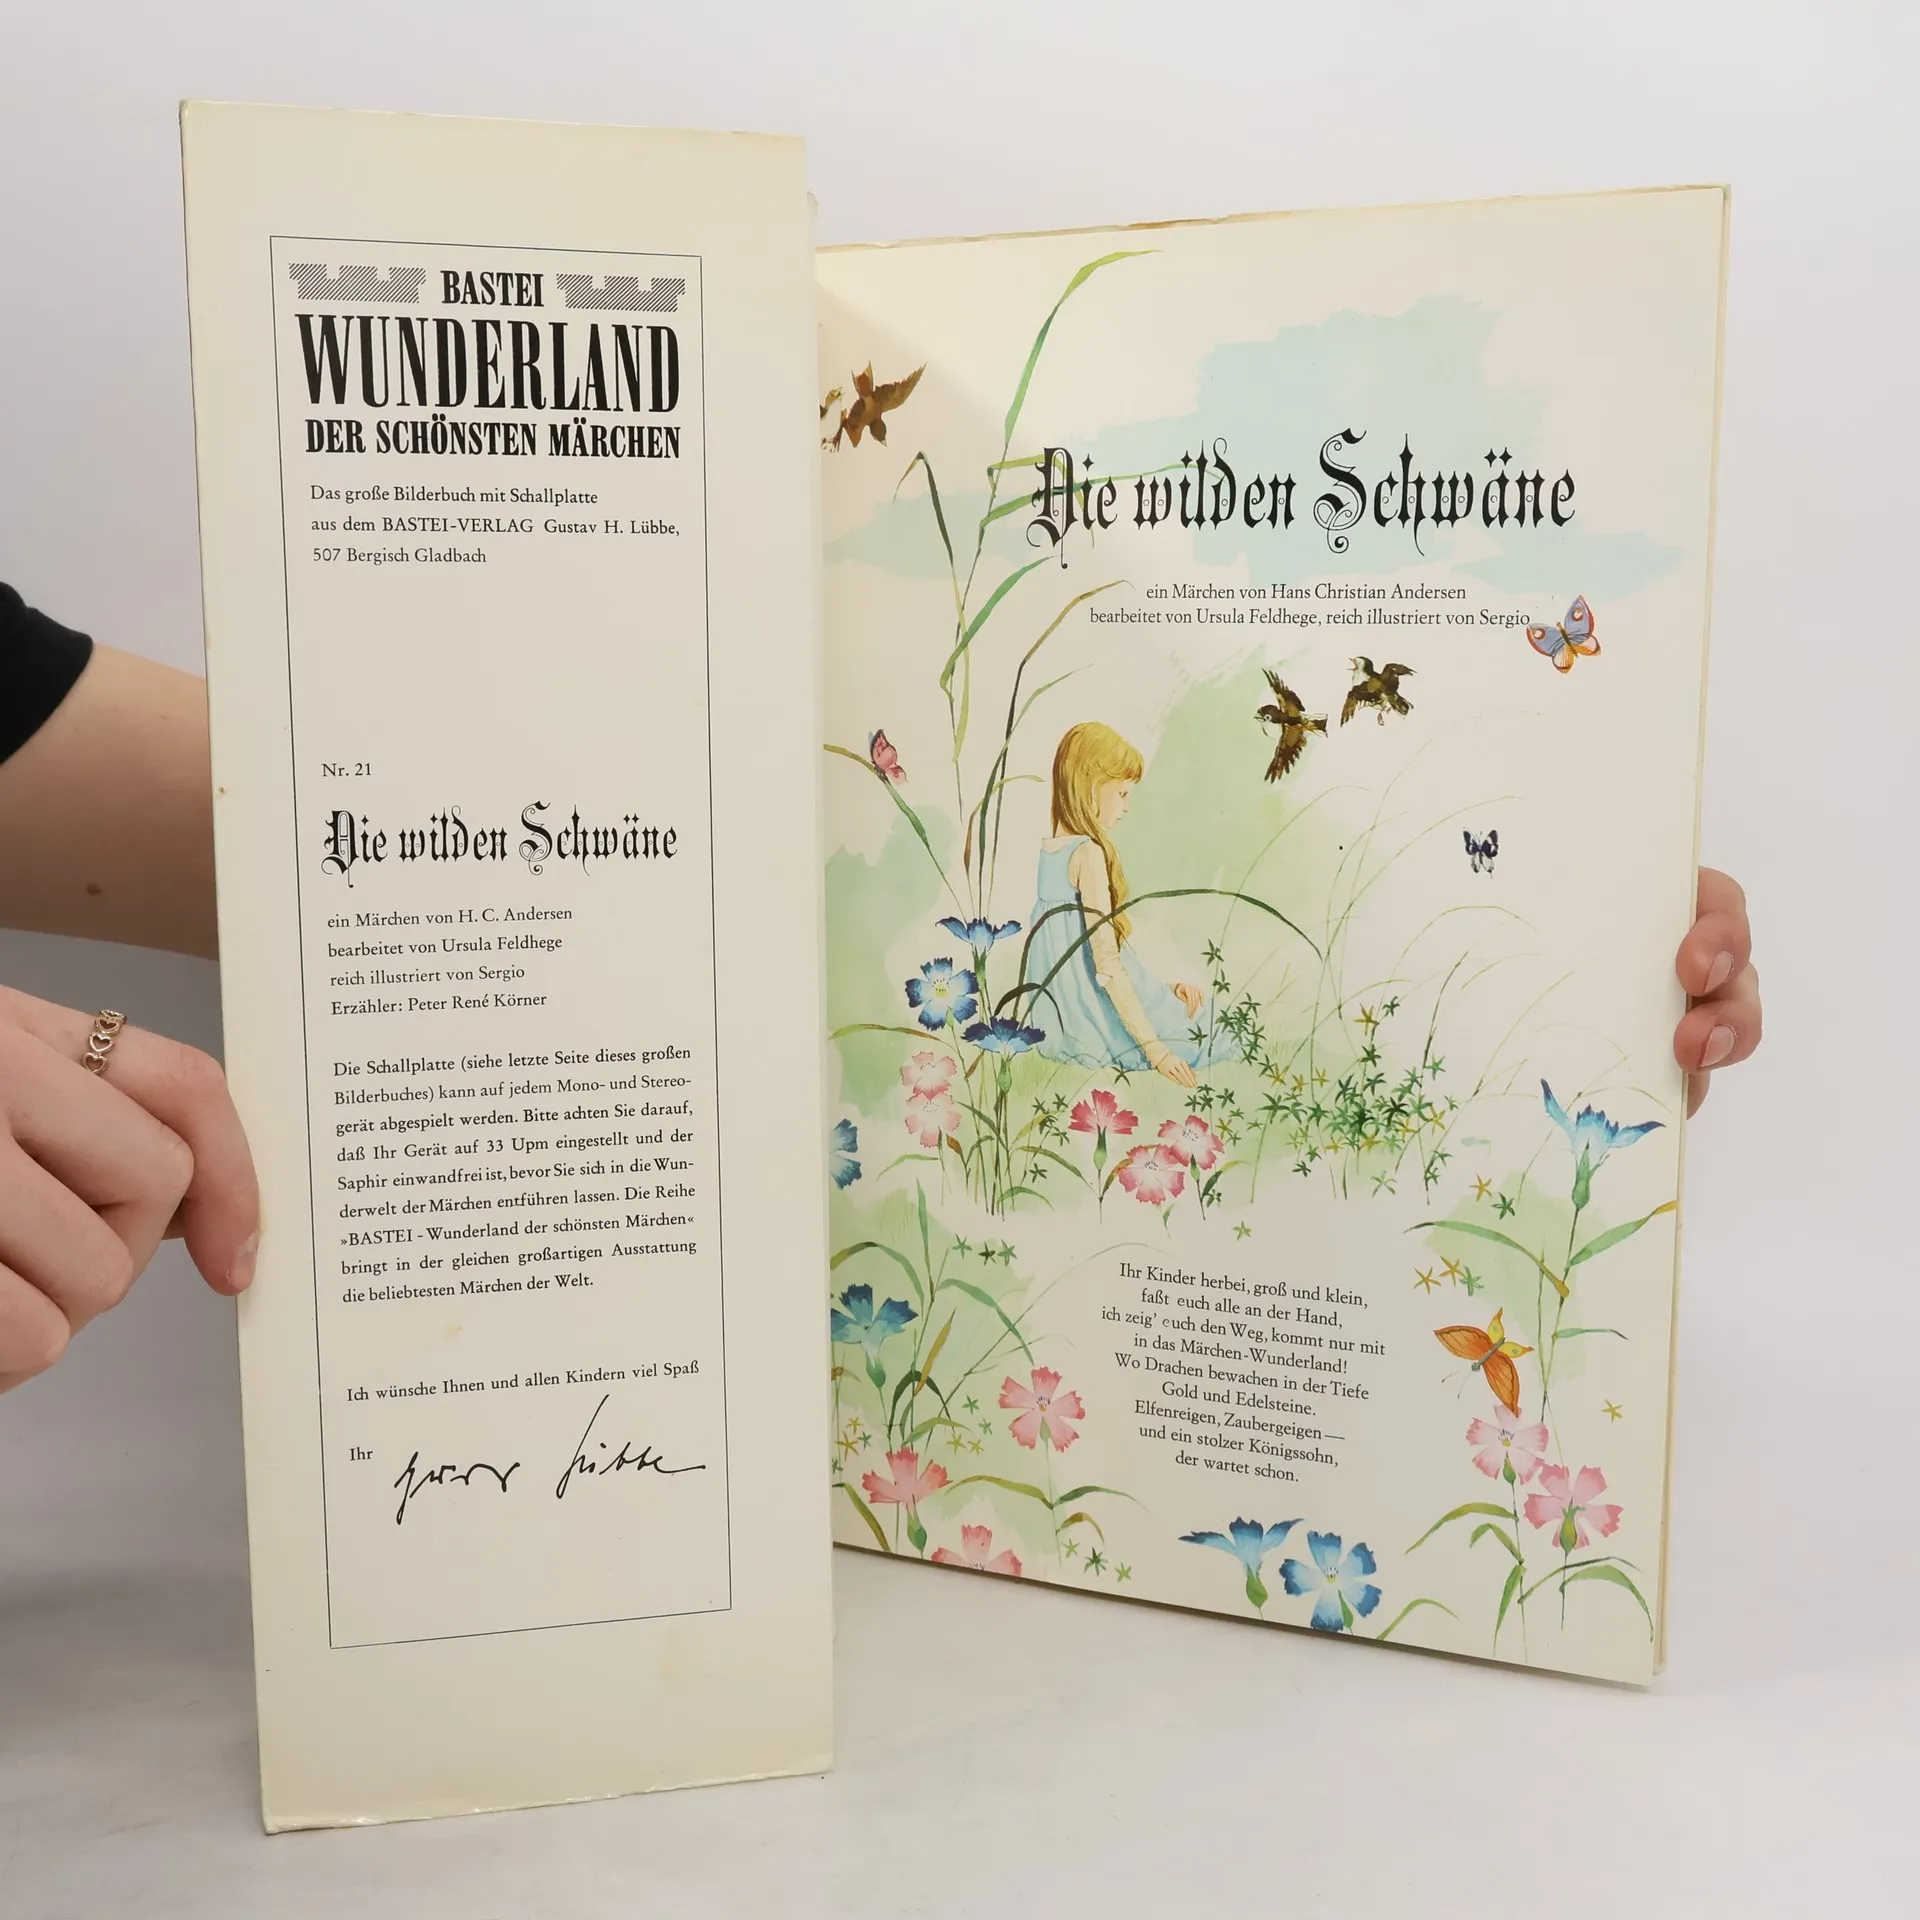 BASTEI
WUNDERLAND
DER SCHÖNSTEN MÄRCHEN
Das große Bilderbuch mit Schallplatte
aus dem BASTEI-VERLAG Gustav H. Lübbe,
507 Bergisch Gladbach
Nr. 21
Die wilden Schwäne
ein Märchen von H. C. Andersen
bearbeitet von Ursula Feldhege
reich illustriert von Sergio
Erzähler: Peter René Körner
Die Schallplatte (siehe letzte Seite dieses großen
Bilderbuches) kann auf jedem Mono- und Stereo-
gerät abgespielt werden. Bitte achten Sie darauf,
daß Ihr Gerät auf 33 Upm eingestellt und der
Saphir einwandfrei ist, bevor Sie sich in die Wun-
derwelt der Märchen entführen lassen. Die Reihe
»BASTEI - Wunderland der schönsten Märchen«
bringt in der gleichen großartigen Ausstattung
die beliebtesten Märchen der Welt.
Ich wünsche Ihnen und allen Kindern viel Spaß
Ihr
Die wilden Schwäne
ein Märchen von Hans Christian Andersen
bearbeitet von Ursula Feldhege, reich illustriert von Sergio
Ihr Kinder herbei, groß und klein,
faßt euch alle an der Hand,
ich zeig' euch den Weg, kommt nur mit
in das Märchen-Wunderland!
Wo Drachen bewachen in der Tiefe
Gold und Edelsteine.
Elfenreigen, Zaubergeigen —
und ein stolzer Königssohn,
der wartet schon.